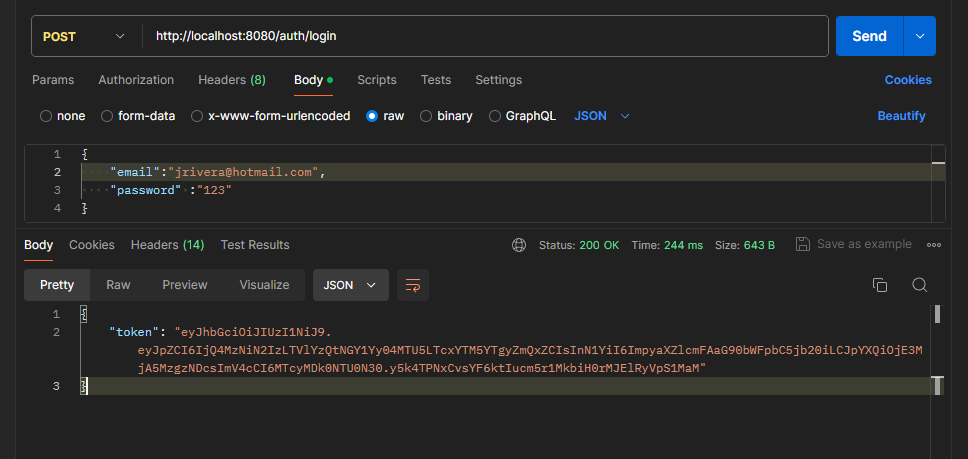 POST http://localhost:8080/auth/login Send
Params Authorization Headers (8) Body Scripts Tests Settings Cookies
none form-data x-www-form-urlencoded raw binary GraphQL JSON Beautify
1 {
2 "email":"jrivera@hotmail.com",
3 "password" :"123"
4 }
Body Cookies Headers (14) Test Results Status: 200 OK Time: 244 ms Size: 643 B Save as example
Pretty Raw Preview Visualize JSON
1 {
2 "token": "eyJhbGciOiJIUzI1NiJ9.
eyJpZCI6IjQ4MzNiN2IzLTVlYzQtNGY1Yy04MTU5LTcxYTM5YTgyZmQxZCIsInN1YiI6ImpyaXZlcmFAaG90bWFpbC5jb20iLCJpYXQiOjE3M
jA5MzgzNDcsImV4cCI6MTcyMDk0NTU0N30.y5k4TPNxCvsYF6ktIucm5r1MkbiH0rMJElRyVpS1MaM"
3 }